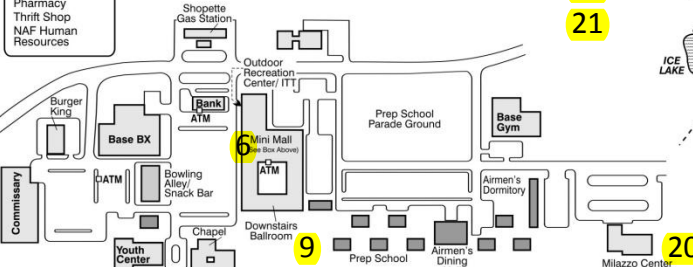 Pharmacy
Thrift Shop
NAF Human
Resources
Shopette
Gas Station
21
ICE
LAKE
Outdoor
Recreation
Center/ ITT
Burger
King
Bank
ATM
Base BX
Prep School
Parade Ground
Base
Gym
6
Mini Mall
(See Box Above)
ATM
Commissary
ATM
Bowling
Alley/
Snack Bar
Airmen's
Dormitory
Downstairs
Ballroom
Chapel
Youth
Center
9
Prep School
Airmen's
Dining
20
Milazzo Center